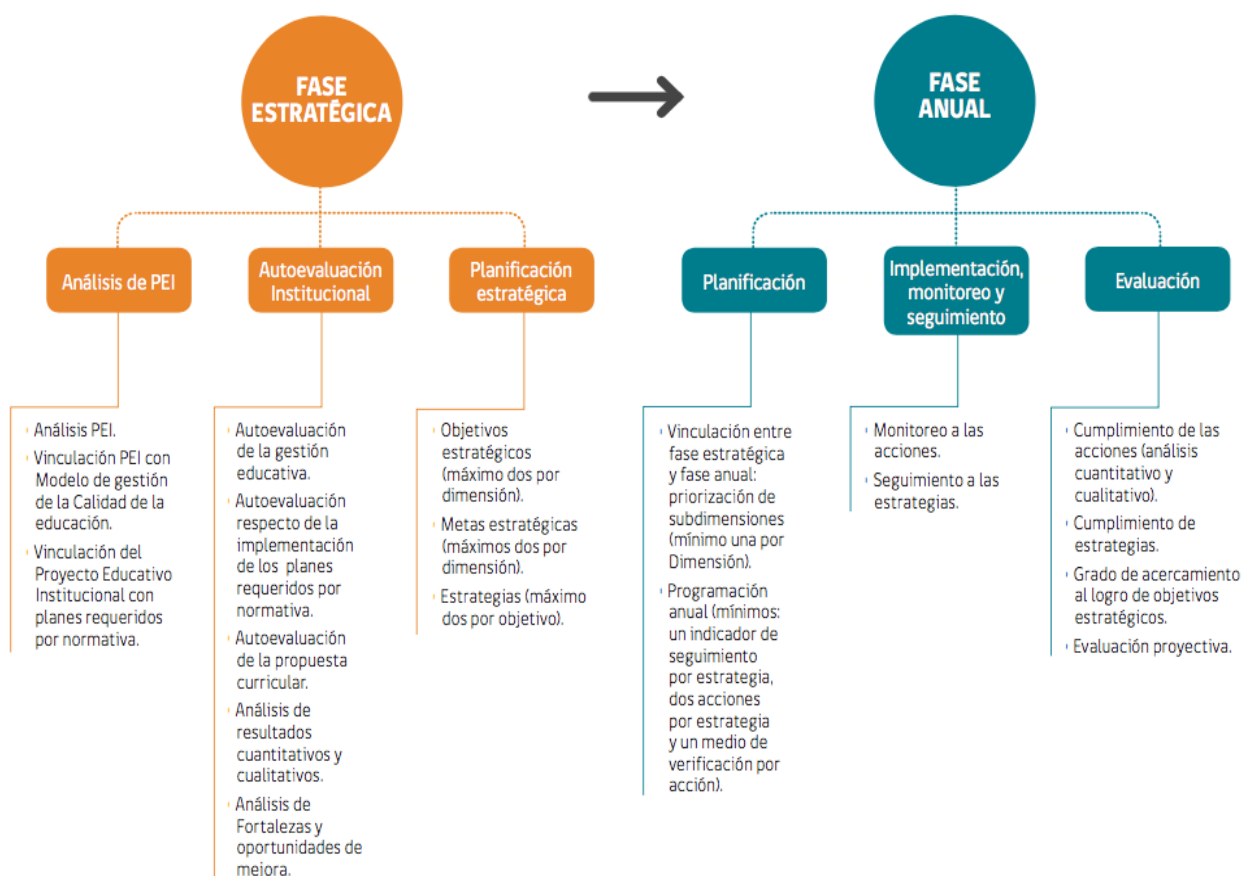 FASE
ESTRATÉGICA
FASE
ANUAL
Análisis de PEI
Autoevaluación
Institucional
Planificación
estratégica
Planificación
Implementación,
monitoreo y
seguimiento
Evaluación
Análisis PEI.
Vinculación PEI con
Modelo de gestión
de la Calidad de la
educación.
Vinculación del
Proyecto Educativo
Institucional con
planes requeridos
por normativa.
Autoevaluación
de la gestión
educativa.
Autoevaluación
respecto de la
implementación
de los planes
requeridos por
normativa.
Autoevaluación
de la propuesta
curricular.
Análisis de
resultados
cuantitativos y
cualitativos.
Análisis de
Fortalezas y
oportunidades de
mejora.
Objetivos
estratégicos
(máximo dos por
dimensión).
Metas estratégicas
(máximos dos por
dimensión).
Estrategias (máximo
dos por objetivo).
Vinculación entre
fase estratégica
y fase anual:
priorización de
subdimensiones
(mínimo una por
Dimensión).
Programación
anual (mínimos:
un indicador de
seguimiento
por estrategia,
dos acciones
por estrategia
y un medio de
verificación por
acción).
Monitoreo a las
acciones.
Seguimiento a las
estrategias.
Cumplimiento de las
acciones (análisis
cuantitativo y
cualitativo).
Cumplimiento de
estrategias.
Grado de acercamiento
al logro de objetivos
estratégicos.
Evaluación proyectiva.